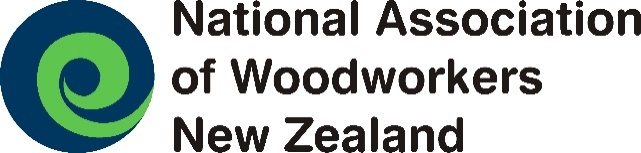 National Association
of Woodworkers
New Zealand